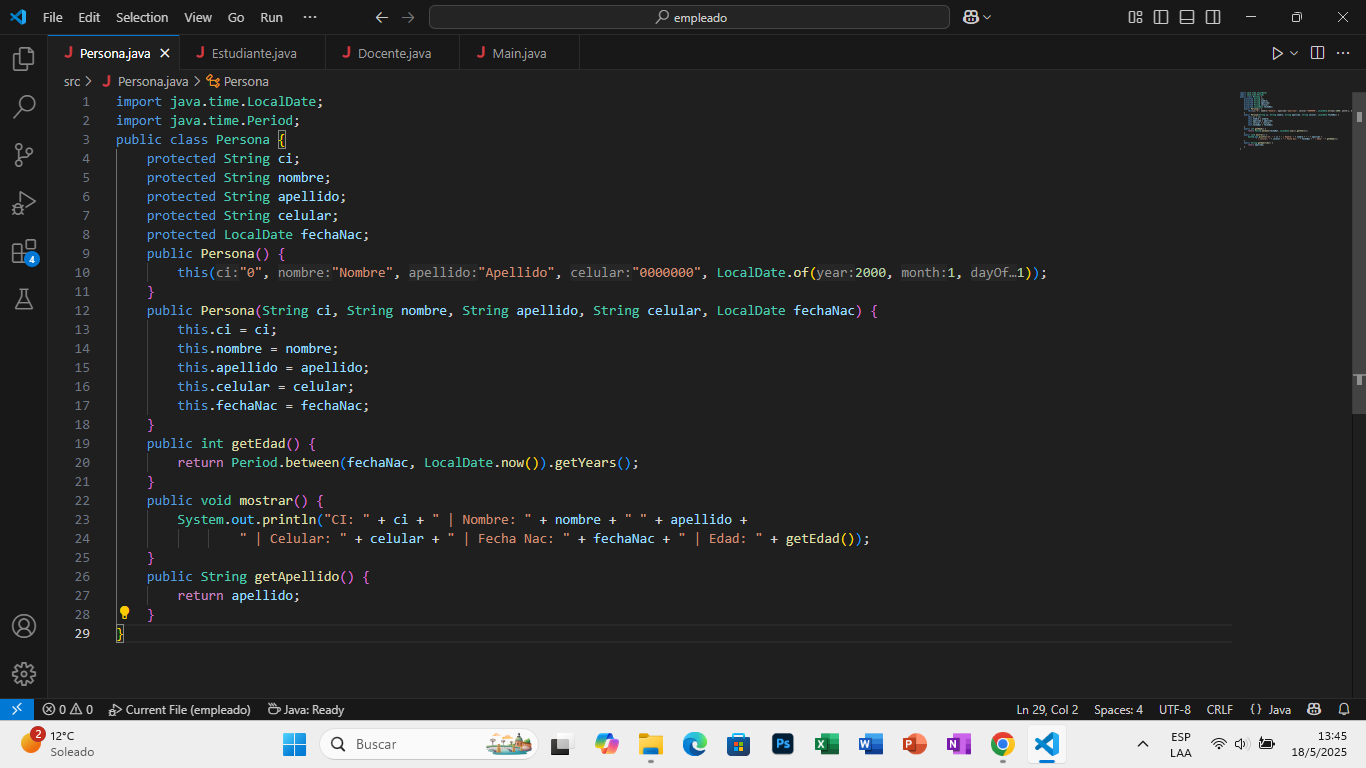 File Edit Selection View Go Run ··· empleado
Persona.java Estudiante.java Docente.java Main.java
src > Persona.java > Persona
1 import java.time.LocalDate;
2 import java.time.Period;
3 public class Persona {
4 protected String ci;
5 protected String nombre;
6 protected String apellido;
7 protected String celular;
8 protected LocalDate fechaNac;
9 public Persona() {
10 this(ci:"0", nombre:"Nombre", apellido:"Apellido", celular:"0000000", LocalDate.of(year:2000, month:1, dayOf…1));
11 }
12 public Persona(String ci, String nombre, String apellido, String celular, LocalDate fechaNac) {
13 this.ci = ci;
14 this.nombre = nombre;
15 this.apellido = apellido;
16 this.celular = celular;
17 this.fechaNac = fechaNac;
18 }
19 public int getEdad() {
20 return Period.between(fechaNac, LocalDate.now()).getYears();
21 }
22 public void mostrar() {
23 System.out.println("CI: " + ci + " | Nombre: " + nombre + " " + apellido +
24 " | Celular: " + celular + " | Fecha Nac: " + fechaNac + " | Edad: " + getEdad());
25 }
26 public String getApellido() {
27 return apellido;
28 }
29 }
4
0 0 Current File (empleado) Java: Ready Ln 29, Col 2 Spaces: 4 UTF-8 CRLF {} Java
2 12°C
Soleado
Buscar
Ps
ESP
LAA
13:45
18/5/2025